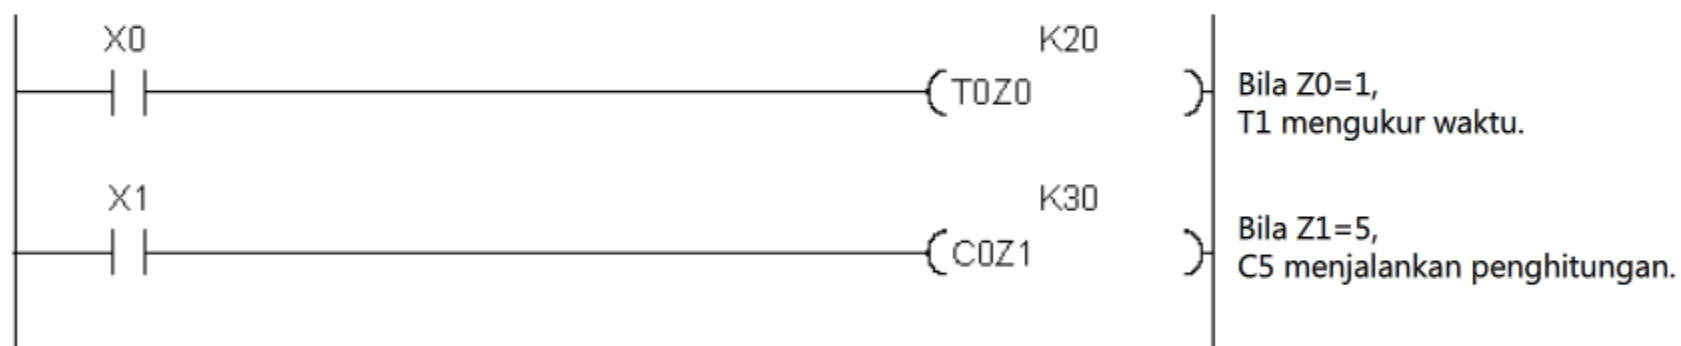 X0
K20
T0Z0
Bila Z0=1,
T1 mengukur waktu.
X1
K30
C0Z1
Bila Z1=5,
C5 menjalankan penghitungan.